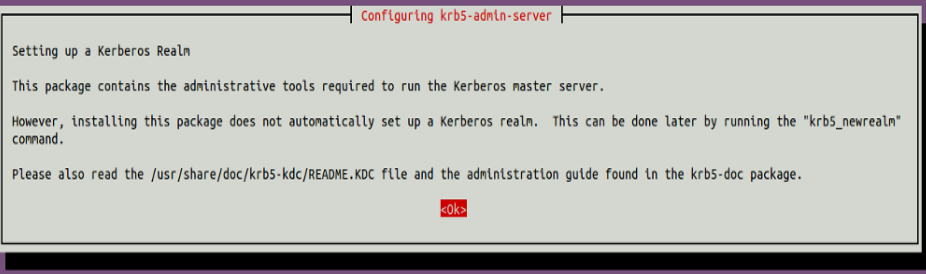 Configuring krb5-admin-server
Setting up a Kerberos Realm
This package contains the administrative tools required to run the Kerberos master server.
However, installing this package does not automatically set up a Kerberos realm.  This can be done later by running the "krb5_newrealm"
command.
Please also read the /usr/share/doc/krb5-kdc/README.KDC file and the administration guide found in the krb5-doc package.
<Ok>